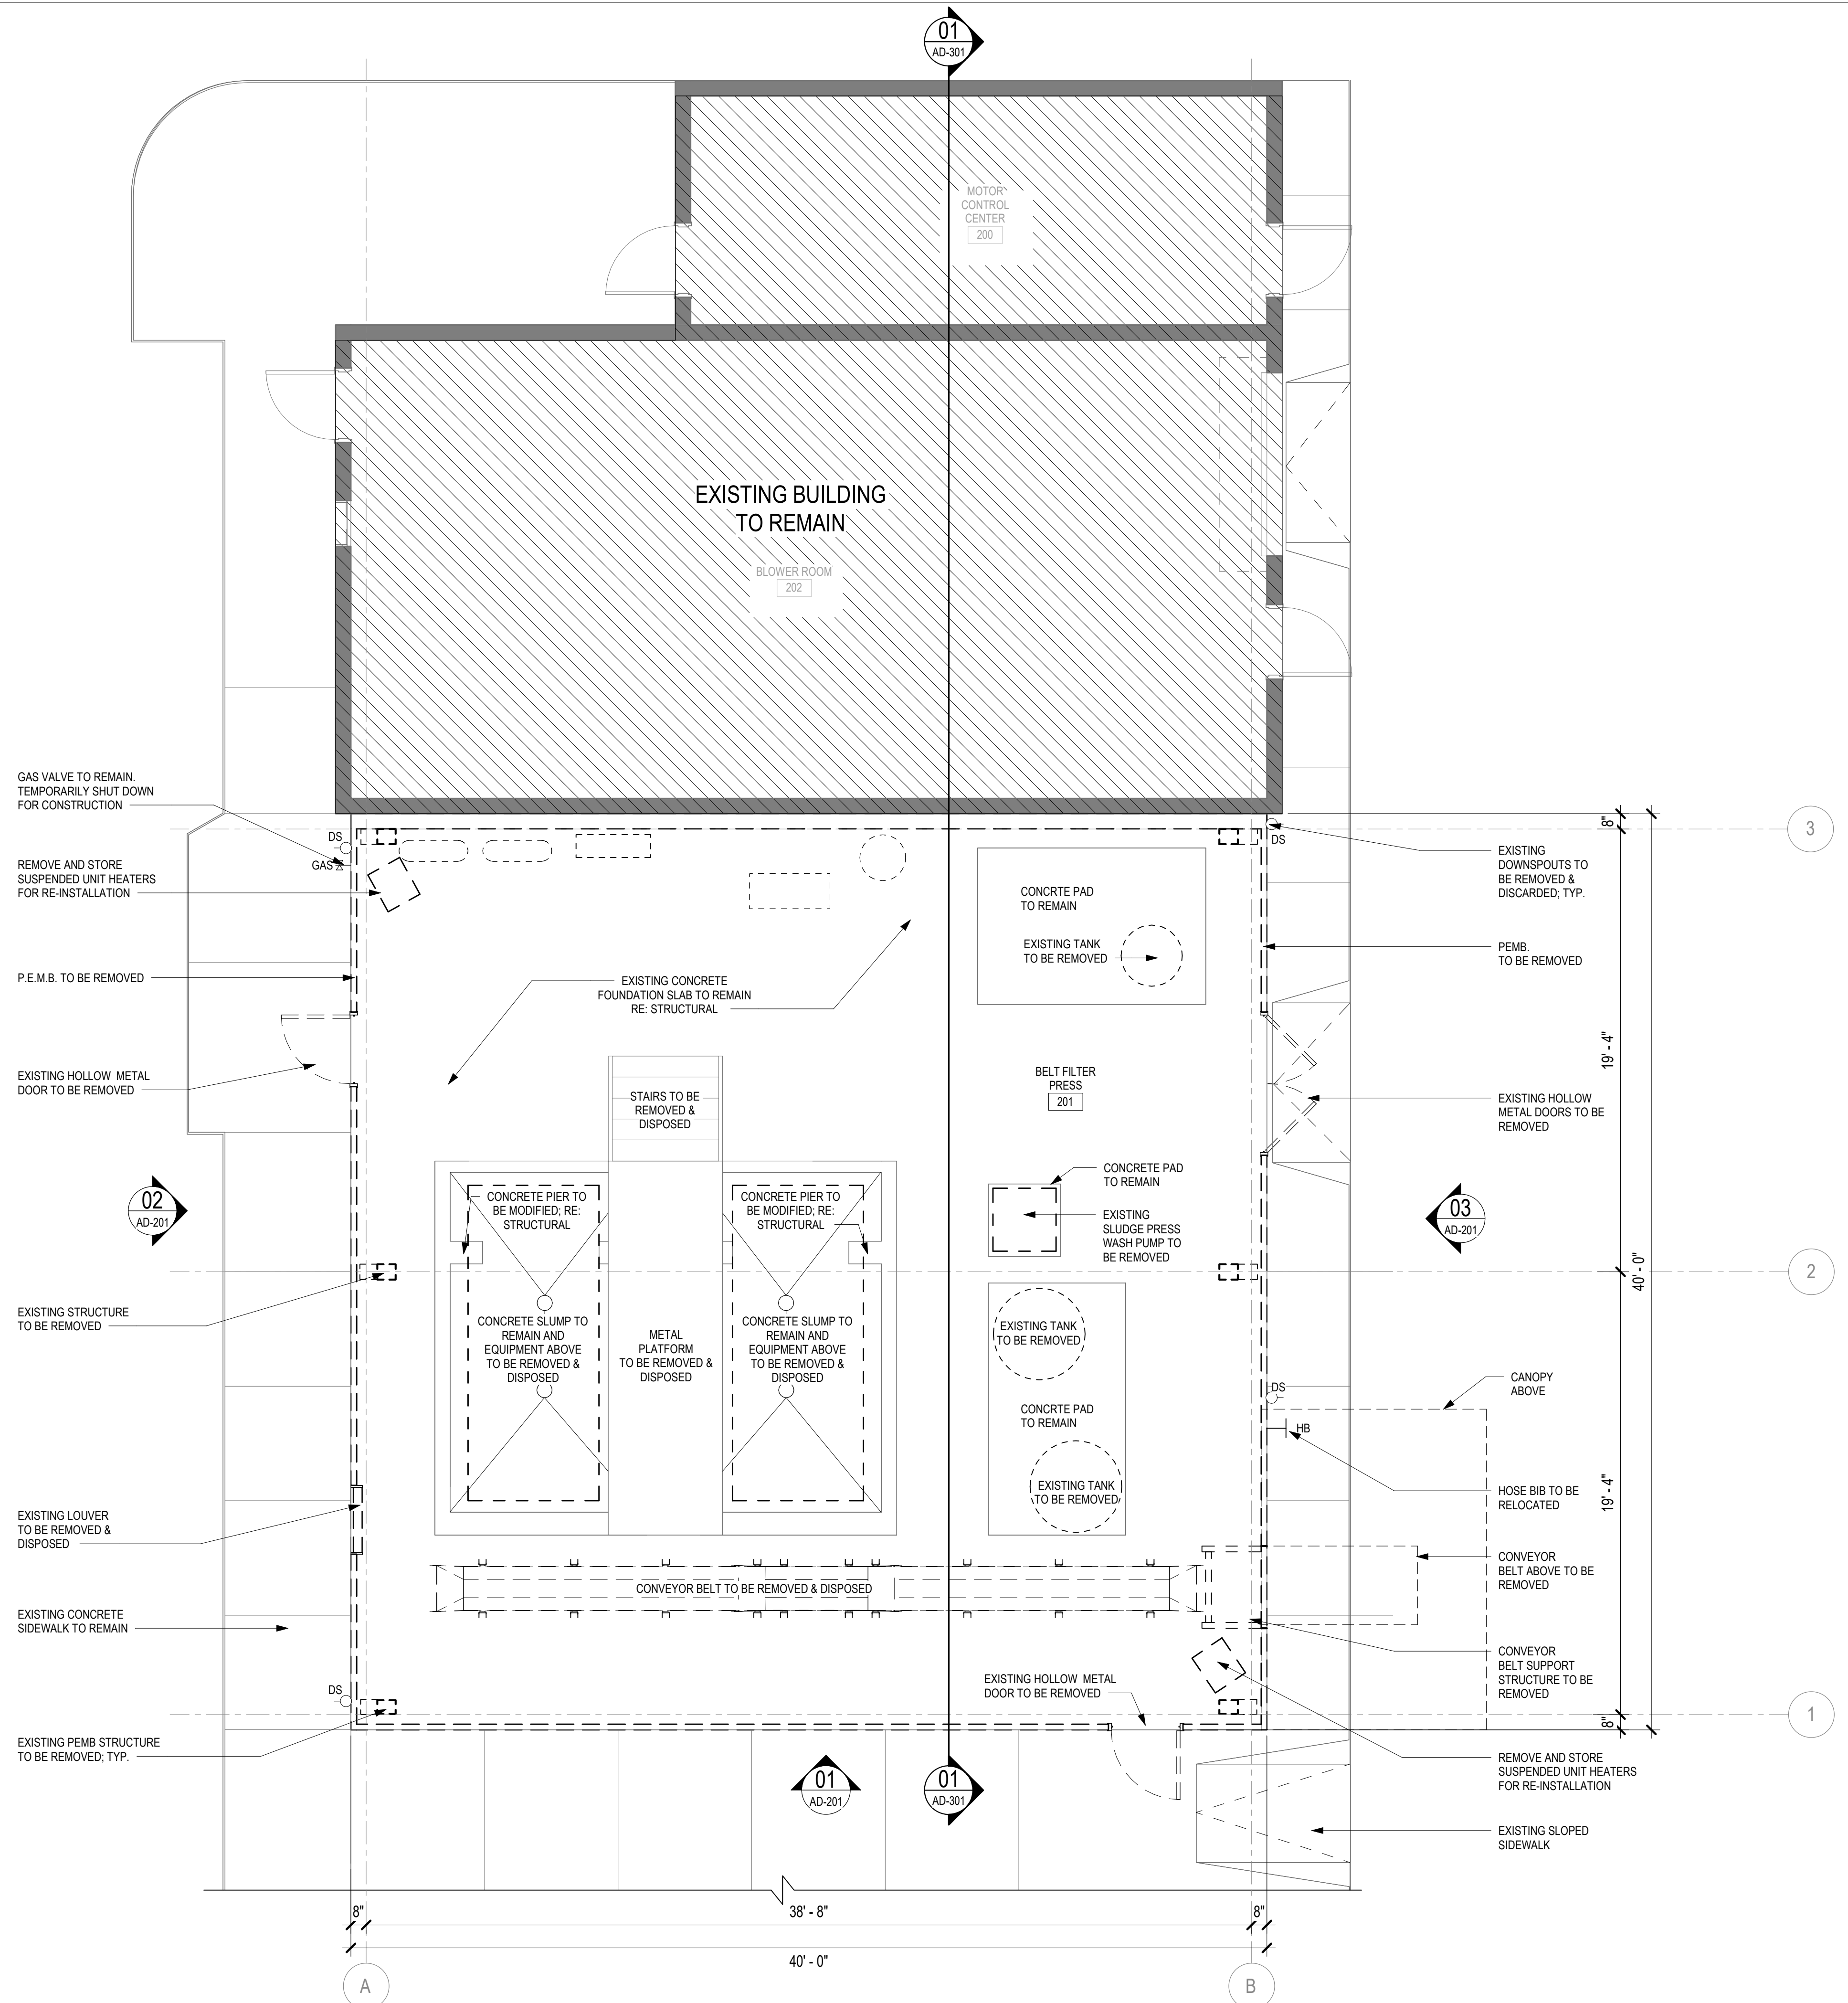 01
AD-301
MOTOR
CONTROL
CENTER
200
EXISTING BUILDING
TO REMAIN
BLOWER ROOM
202
GAS VALVE TO REMAIN.
TEMPORARILY SHUT DOWN
FOR CONSTRUCTION
REMOVE AND STORE
SUSPENDED UNIT HEATERS
FOR RE-INSTALLATION
P.E.M.B. TO BE REMOVED
EXISTING HOLLOW METAL
DOOR TO BE REMOVED
02
AD-201
EXISTING STRUCTURE
TO BE REMOVED
EXISTING LOUVER
TO BE REMOVED &
DISPOSED
EXISTING CONCRETE
SIDEWALK TO REMAIN
EXISTING PEMB STRUCTURE
TO BE REMOVED; TYP.
DS
GAS
DS
CONCRTE PAD
TO REMAIN
EXISTING TANK
TO BE REMOVED
EXISTING CONCRETE
FOUNDATION SLAB TO REMAIN
RE: STRUCTURAL
STAIRS TO BE
REMOVED &
DISPOSED
BELT FILTER
PRESS
201
CONCRETE PIER TO
BE MODIFIED; RE:
STRUCTURAL
CONCRETE PIER TO
BE MODIFIED; RE:
STRUCTURAL
CONCRETE PAD
TO REMAIN
EXISTING
SLUDGE PRESS
WASH PUMP TO
BE REMOVED
CONCRETE SLUMP TO
REMAIN AND
EQUIPMENT ABOVE
TO BE REMOVED &
DISPOSED
METAL
PLATFORM
TO BE REMOVED &
DISPOSED
CONCRETE SLUMP TO
REMAIN AND
EQUIPMENT ABOVE
TO BE REMOVED &
DISPOSED
EXISTING TANK
TO BE REMOVED
CONCRTE PAD
TO REMAIN
EXISTING TANK
TO BE REMOVED
CONVEYOR BELT TO BE REMOVED & DISPOSED
EXISTING HOLLOW METAL
DOOR TO BE REMOVED
DS
DS
HB
EXISTING
DOWNSPOUTS TO
BE REMOVED &
DISCARDED; TYP.
PEMB.
TO BE REMOVED
EXISTING HOLLOW
METAL DOORS TO BE
REMOVED
03
AD-201
CANOPY
ABOVE
HOSE BIB TO BE
RELOCATED
CONVEYOR
BELT ABOVE TO BE
REMOVED
CONVEYOR
BELT SUPPORT
STRUCTURE TO BE
REMOVED
REMOVE AND STORE
SUSPENDED UNIT HEATERS
FOR RE-INSTALLATION
EXISTING SLOPED
SIDEWALK
8"
19' - 4"
40' - 0"
19' - 4"
8"
3
2
1
01
AD-201
01
AD-301
8"
38' - 8"
8"
40' - 0"
A
B